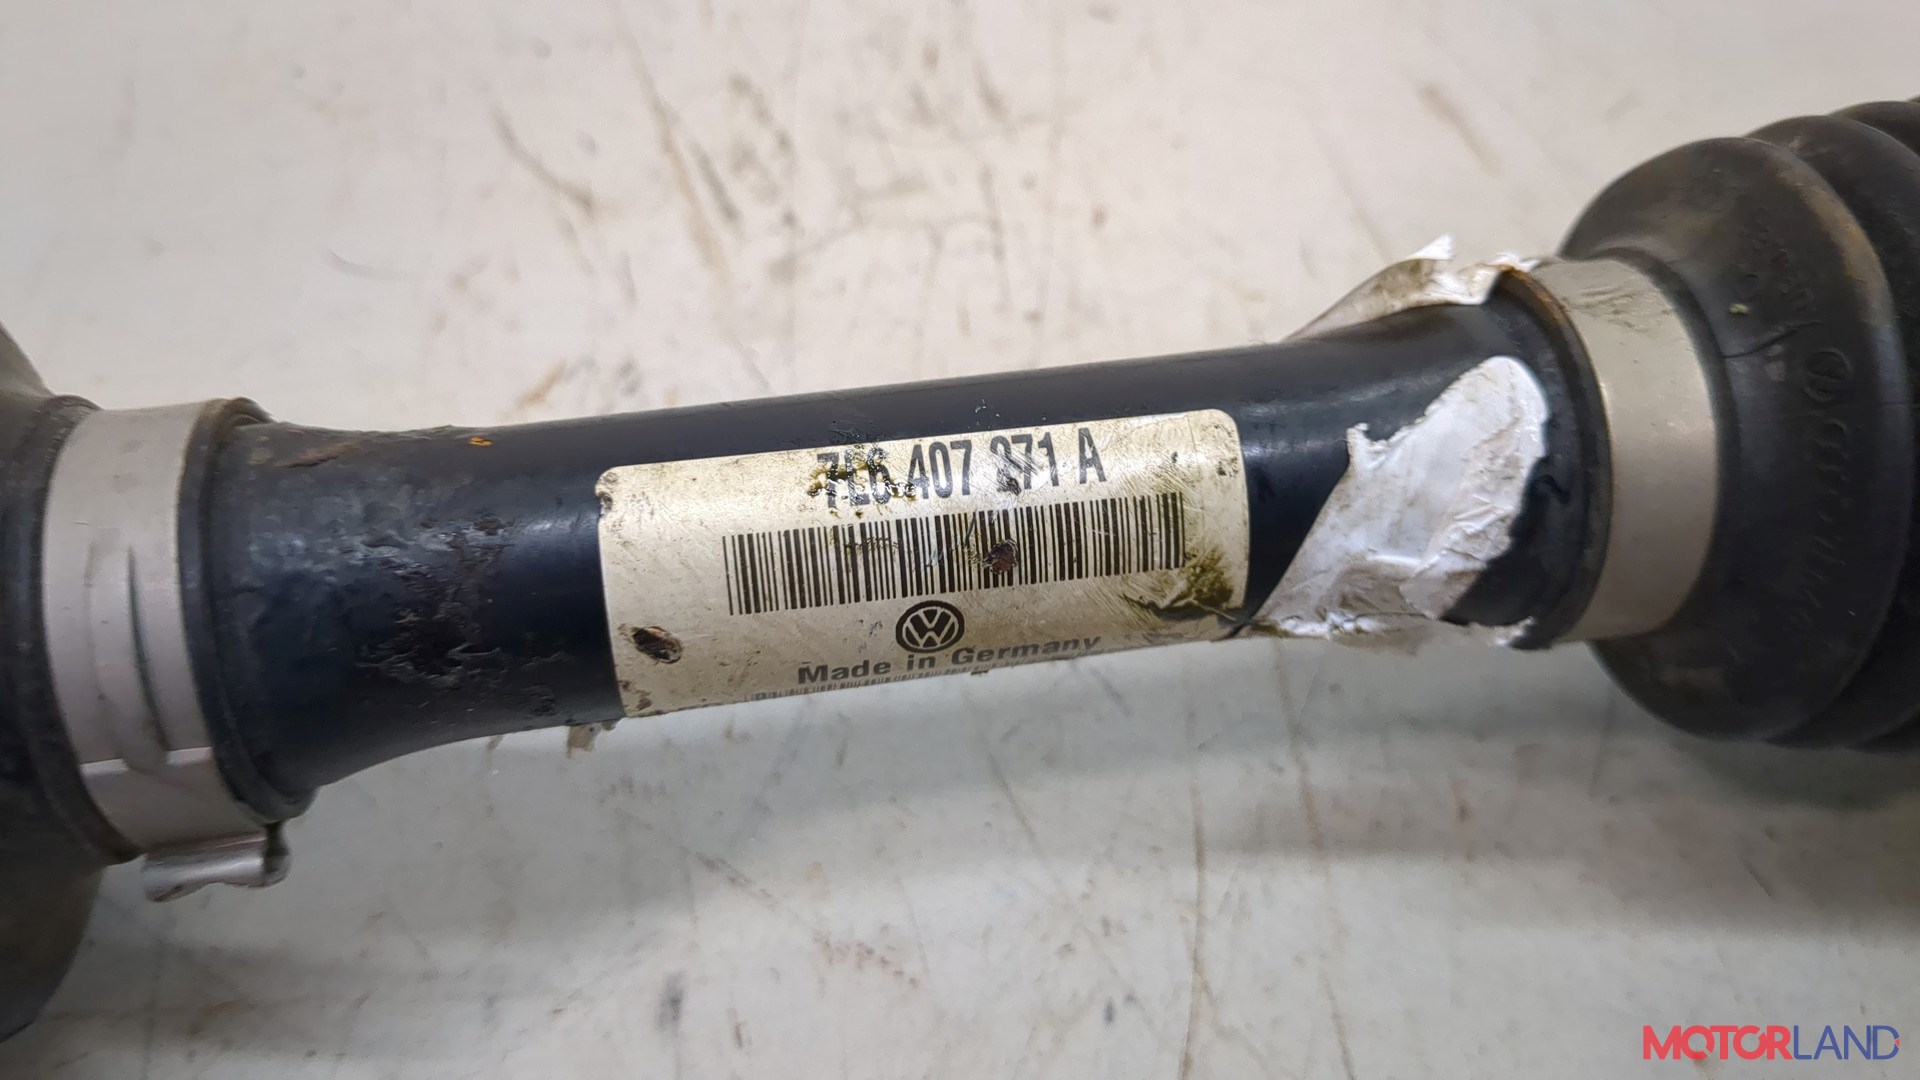 7L6 407 271 A
Made in Germany
MOTORLAND